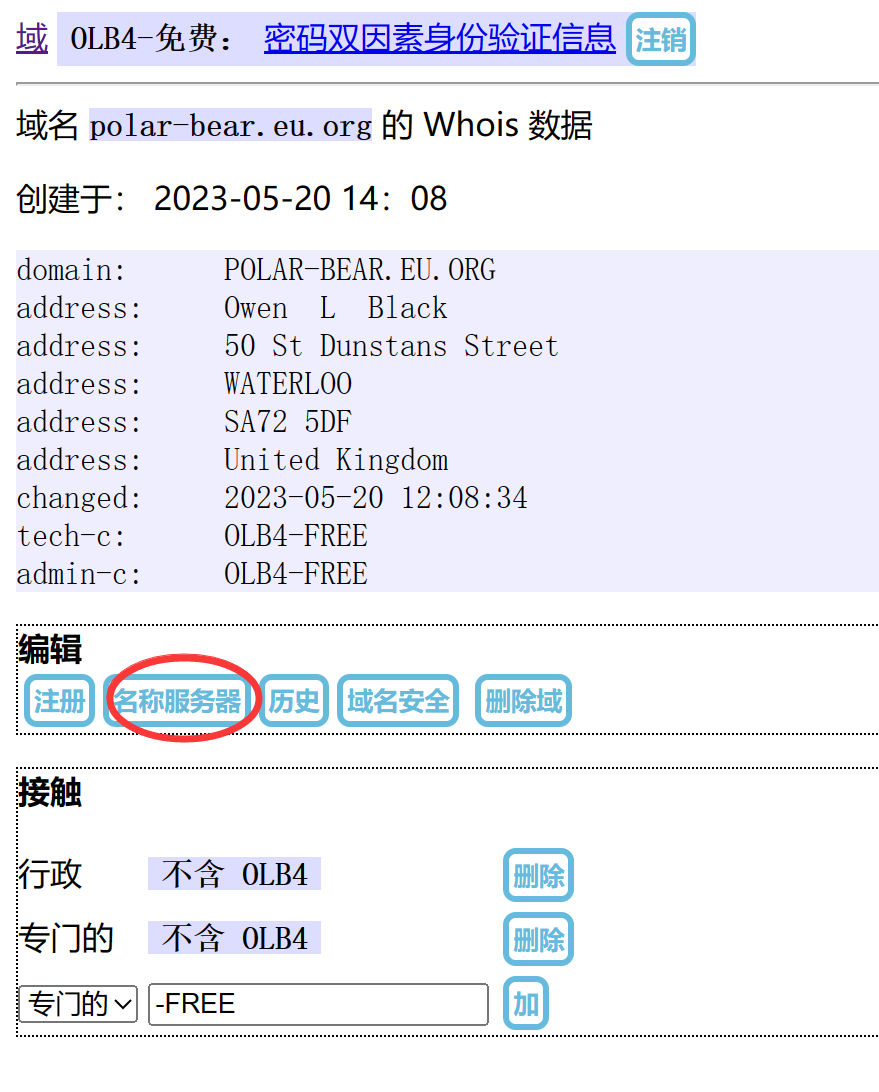 域 OLB4-免费： 密码双因素身份验证信息 注销
域名 polar-bear.eu.org 的 Whois 数据
创建于： 2023-05-20 14：08
domain: POLAR-BEAR.EU.ORG
address: Owen L Black
address: 50 St Dunstans Street
address: WATERLOO
address: SA72 5DF
address: United Kingdom
changed: 2023-05-20 12:08:34
tech-c: OLB4-FREE
admin-c: OLB4-FREE
编辑
注册 名称服务器 历史 域名安全 删除域
接触
行政 不含 OLB4 删除
专门的 不含 OLB4 删除
专门的 -FREE 加